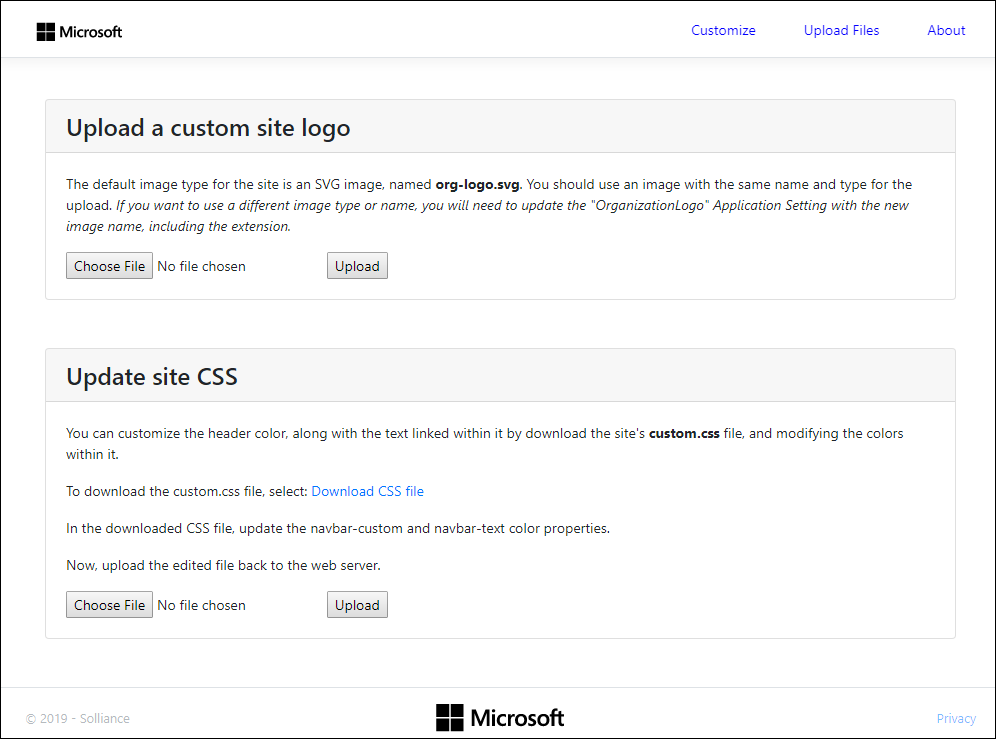 Microsoft Customize Upload Files About
Upload a custom site logo
The default image type for the site is an SVG image, named org-logo.svg. You should use an image with the same name and type for the
upload. If you want to use a different image type or name, you will need to update the "OrganizationLogo" Application Setting with the new
image name, including the extension.
Choose File No file chosen Upload
Update site CSS
You can customize the header color, along with the text linked within it by download the site's custom.css file, and modifying the colors
within it.
To download the custom.css file, select: Download CSS file
In the downloaded CSS file, update the navbar-custom and navbar-text color properties.
Now, upload the edited file back to the web server.
Choose File No file chosen Upload
© 2019 - Solliance Microsoft Privacy